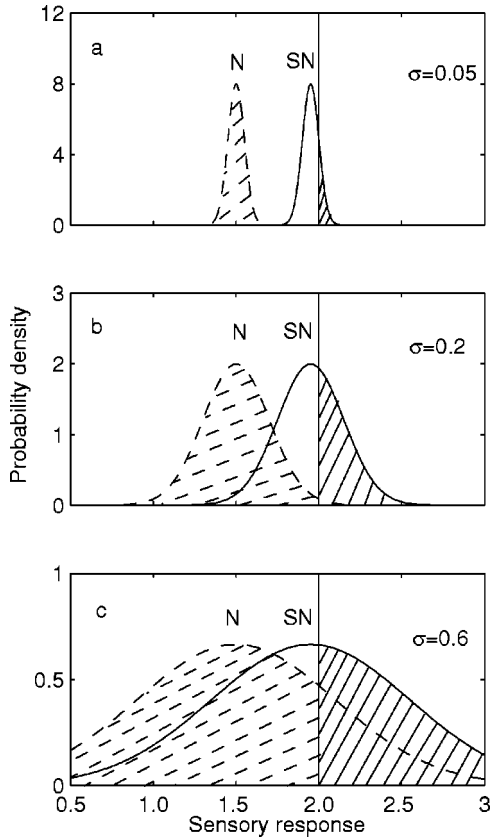 12
a
N
SN
σ=0.05
8
4
0
3
b
N
SN
σ=0.2
2
1
0
Probability density
1
c
N
SN
σ=0.6
0.5
0
0.5 1.0 1.5 2.0 2.5 3
Sensory response